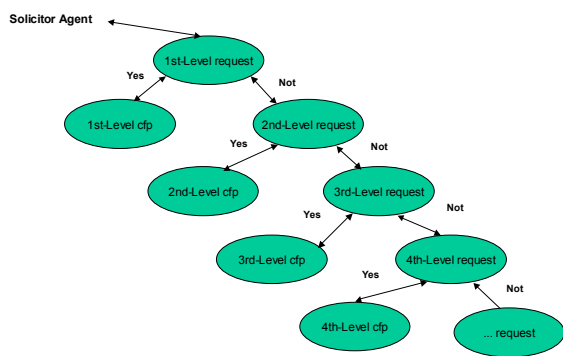 Solicitor Agent
1st-Level request
Yes
Not
1st-Level cfp
2nd-Level request
Yes
Not
2nd-Level cfp
3rd-Level request
Yes
Not
3rd-Level cfp
4th-Level request
Yes
Not
4th-Level cfp
... request